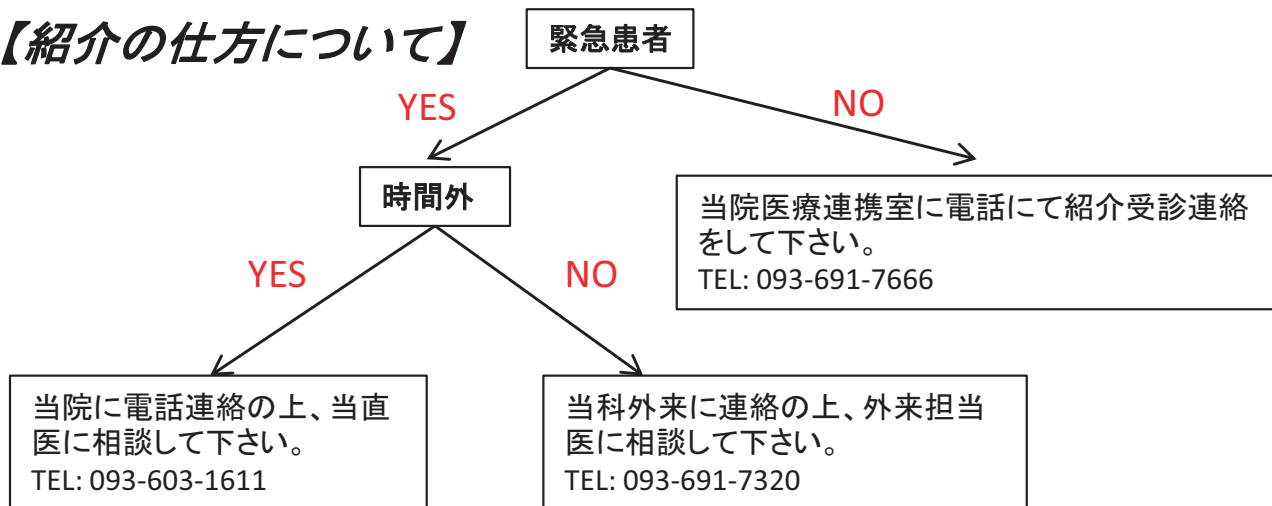 【紹介の仕方について】
緊急患者
YES
NO
時間外
当院医療連携室に電話にて紹介受診連絡
をして下さい。
TEL: 093-691-7666
YES
NO
当院に電話連絡の上、当直
医に相談して下さい。
TEL: 093-603-1611
当科外来に連絡の上、外来担当
医に相談して下さい。
TEL: 093-691-7320